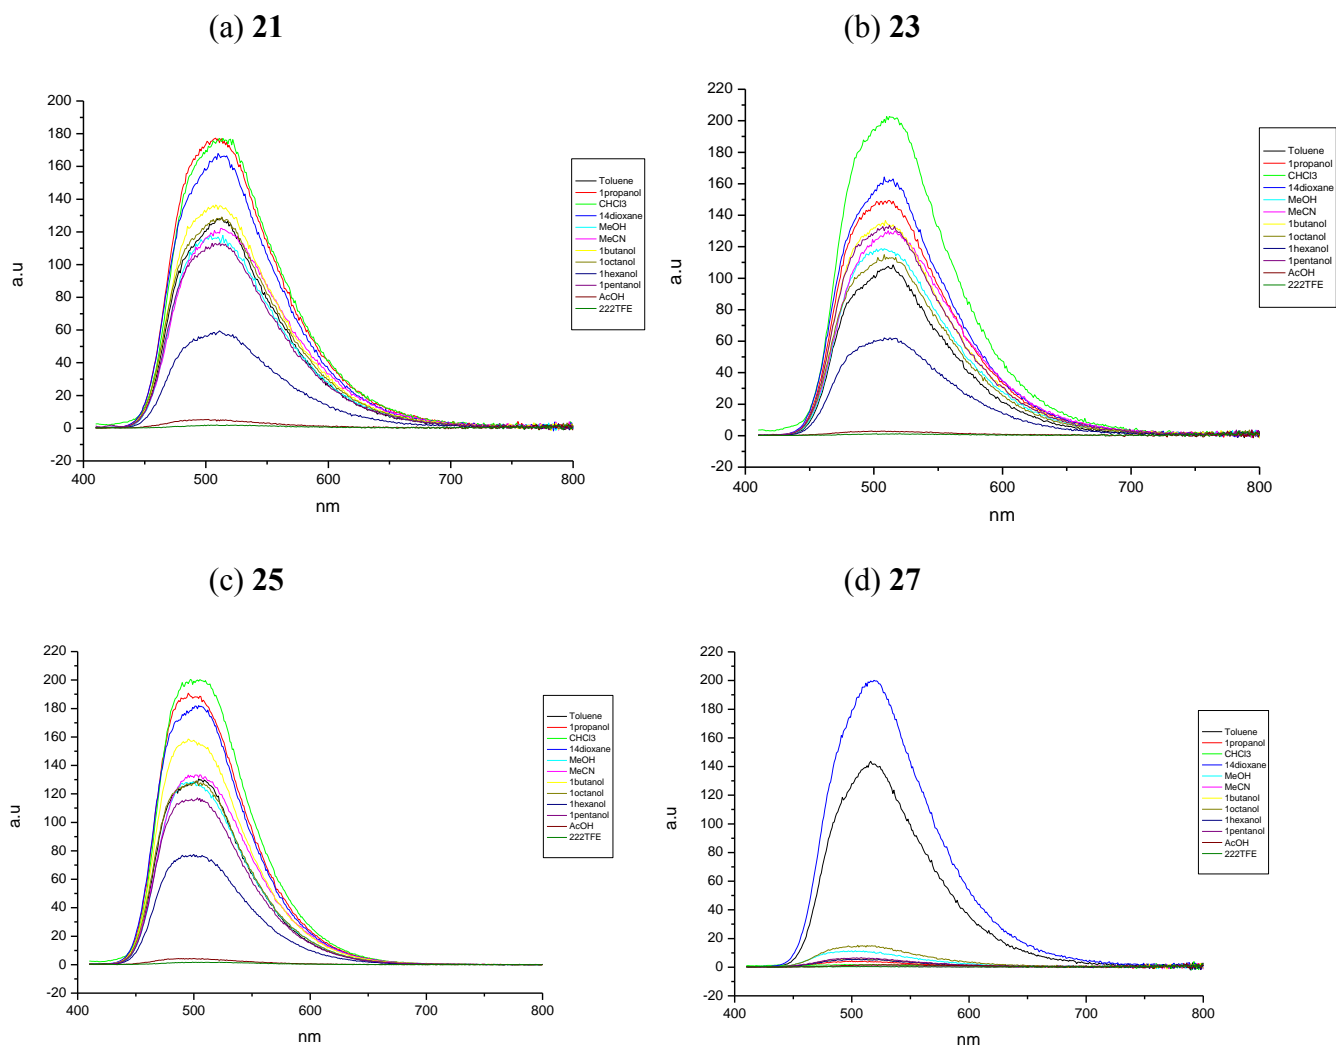 (a) 21
200
180
160
140
120
100
80
60
40
20
0
-20
400
500
600
700
800
a.u
nm
Toluene
1propanol
CHCl3
14dioxane
MeOH
MeCN
1butanol
1octanol
1hexanol
1pentanol
AcOH
222TFE
(b) 23
220
200
180
160
140
120
100
80
60
40
20
0
-20
400
500
600
700
800
a.u
nm
Toluene
1propanol
CHCl3
14dioxane
MeOH
MeCN
1butanol
1octanol
1hexanol
1pentanol
AcOH
222TFE
(c) 25
220
200
180
160
140
120
100
80
60
40
20
0
-20
400
500
600
700
800
a.u
nm
Toluene
1propanol
CHCl3
14dioxane
MeOH
MeCN
1butanol
1octanol
1hexanol
1pentanol
AcOH
222TFE
(d) 27
220
200
180
160
140
120
100
80
60
40
20
0
-20
400
500
600
700
800
a.u
nm
Toluene
1propanol
CHCl3
14dioxane
MeOH
MeCN
1butanol
1octanol
1hexanol
1pentanol
AcOH
222TFE